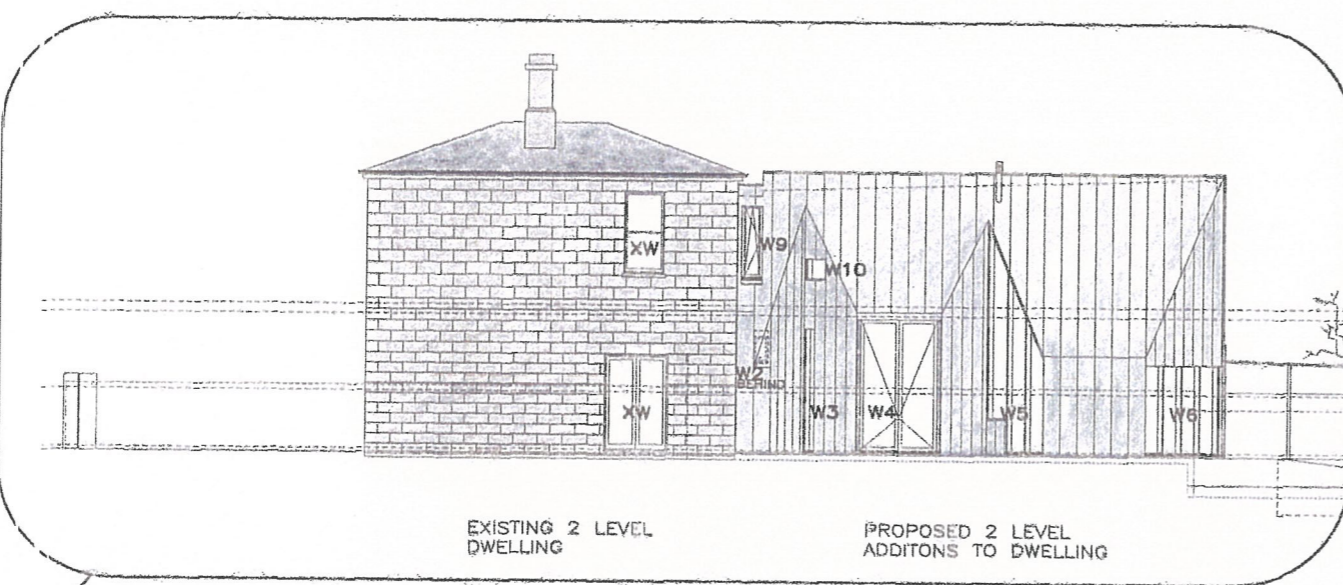 XW
W9
W10
W2
BEHIND
XW
W3
W4
W5
W6
EXISTING 2 LEVEL
DWELLING
PROPOSED 2 LEVEL
ADDITONS TO DWELLING